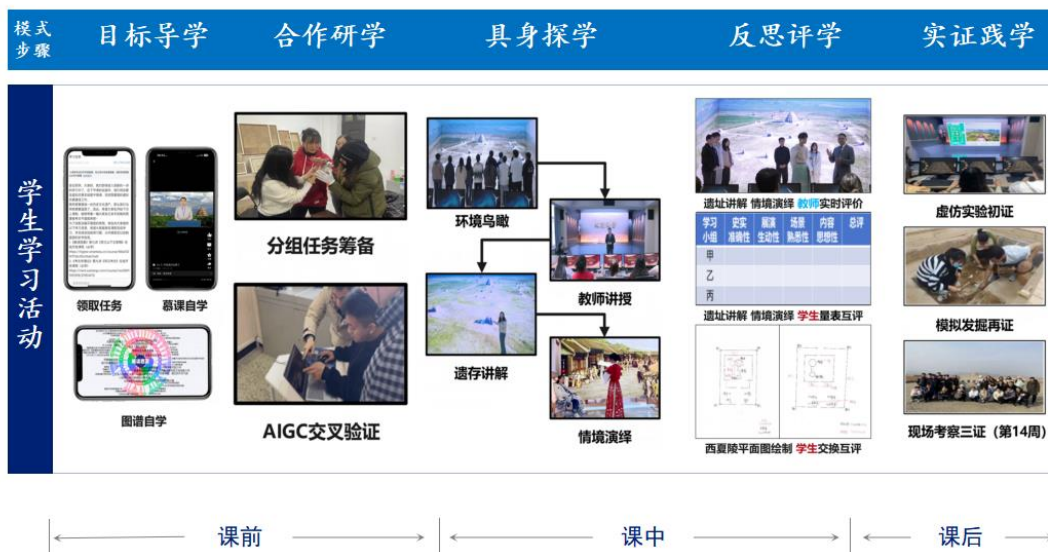 模式
步骤
目标导学
合作研学
具身探学
反思评学
实证践学
学生学习活动
领取任务
慕课自学
图谱自学
分组任务筹备
AIGC交叉验证
环境鸟瞰
教师讲授
遗存讲解
情境演绎
遗址讲解 情境演绎 教师实时评价
学习
小组
史实
准确性
展演
生动性
场景
熟悉性
内容
思想性
总评
甲
乙
丙
遗址讲解 情境演绎 学生量表互评
西夏陵平面图绘制 学生交换互评
虚仿实验初证
模拟发掘再证
现场考察三证（第14周）
课前
课中
课后